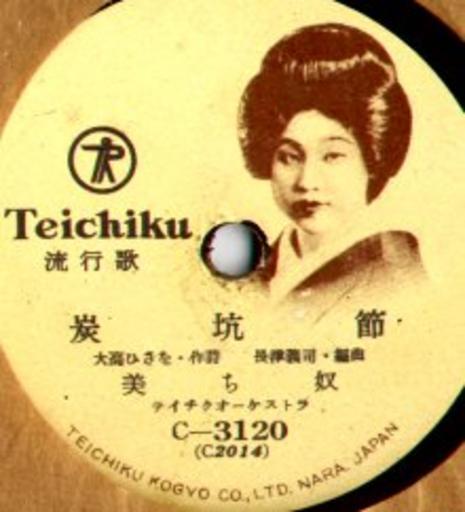 Teichiku
流行歌
炭坑節
大高ひさを・作詩 長津義司・編曲
美ち奴
テイチクオーケストラ
C—3120
(C2014)
TEICHIKU KOGYO CO., LTD. NARA, JAPAN